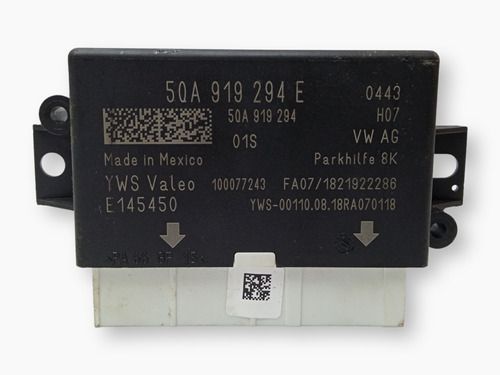 5QA 919 294 E 0443
5QA 919 294 H07
01S VW AG
Made in Mexico Parkhilfe 8K
YWS Valeo 100077243 FA07/1821922286
E145450 YWS-00110.08.18RA070118